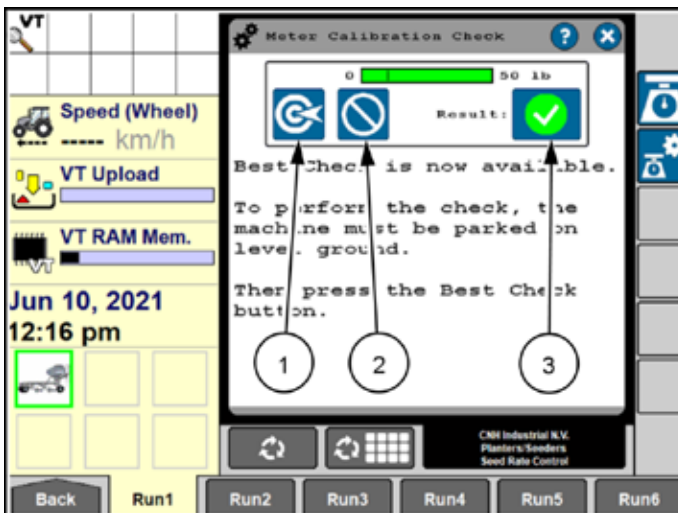 VT
Speed (Wheel)
----- km/h
VT Upload
VT RAM Mem.
VT
Jun 10, 2021
12:16 pm
Meter Calibration Check
?
0 50 lb
Result:
Best Check is now available.
To perform the check, the
machine must be parked on
level ground.
Then press the Best Check
button.
1 2 3
CNH Industrial N.V.
Planters/Seeders
Seed Rate Control
Back Run1 Run2 Run3 Run4 Run5 Run6